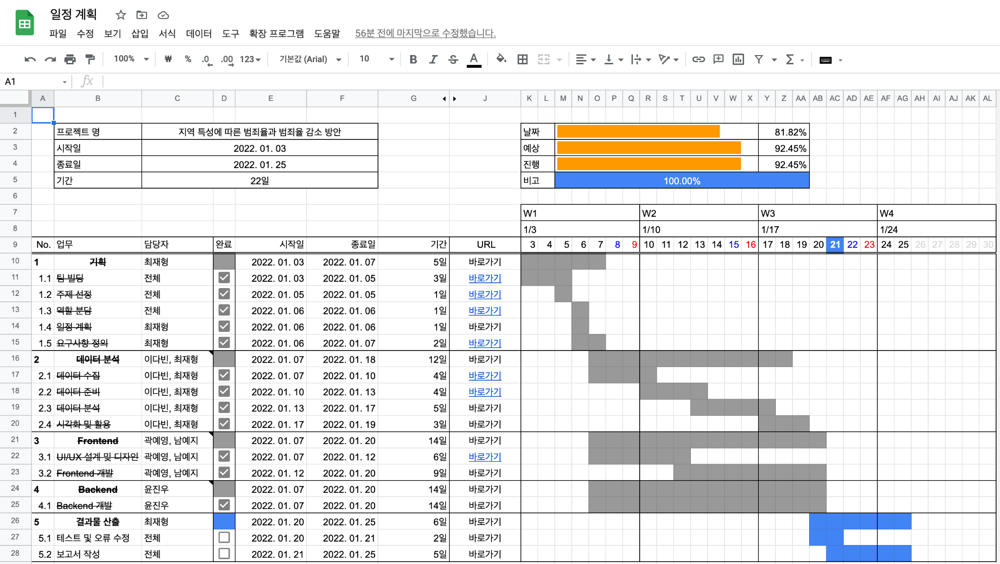 일정 계획
파일 수정 보기 삽입 서식 데이터 도구 확장 프로그램 도움말 56분 전에 마지막으로 수정했습니다.
100% ₩ % .0 .00 123 기본값 (Arial) 10 B I S A Σ
A1 fx
A B C D E F G J K L M N O P Q R S T U V W X Y Z AA AB AC AD AE AF AG AH AI AJ AK AL
1
2 프로젝트 명 지역 특성에 따른 범죄율과 범죄율 감소 방안 날짜 81.82%
3 시작일 2022. 01. 03 예상 92.45%
4 종료일 2022. 01. 25 진행 92.45%
5 기간 22일 비고 100.00%
6
7 W1 W2 W3 W4
8 1/3 1/10 1/17 1/24
9 No. 업무 담당자 완료 시작일 종료일 기간 URL 3 4 5 6 7 8 9 10 11 12 13 14 15 16 17 18 19 20 21 22 23 24 25 26 27 28 29 30
10 1 기획 최재형 2022. 01. 03 2022. 01. 07 5일 바로가기
11 1.1 팀 빌딩 전체 2022. 01. 03 2022. 01. 05 3일 바로가기
12 1.2 주제 선정 전체 2022. 01. 05 2022. 01. 05 1일 바로가기
13 1.3 역할 분담 전체 2022. 01. 06 2022. 01. 06 1일 바로가기
14 1.4 일정 계획 최재형 2022. 01. 06 2022. 01. 06 1일 바로가기
15 1.5 요구사항 정의 최재형 2022. 01. 06 2022. 01. 07 2일 바로가기
16 2 데이터 분석 이다빈, 최재형 2022. 01. 07 2022. 01. 18 12일 바로가기
17 2.1 데이터 수집 이다빈, 최재형 2022. 01. 07 2022. 01. 10 4일 바로가기
18 2.2 데이터 준비 이다빈, 최재형 2022. 01. 10 2022. 01. 13 4일 바로가기
19 2.3 데이터 분석 이다빈, 최재형 2022. 01. 13 2022. 01. 17 5일 바로가기
20 2.4 시각화 및 활용 이다빈, 최재형 2022. 01. 17 2022. 01. 19 3일 바로가기
21 3 Frontend 곽예영, 남예지 2022. 01. 07 2022. 01. 20 14일 바로가기
22 3.1 UI/UX 설계 및 디자인 곽예영, 남예지 2022. 01. 07 2022. 01. 12 6일 바로가기
23 3.2 Frontend 개발 곽예영, 남예지 2022. 01. 12 2022. 01. 20 9일 바로가기
24 4 Backend 윤진우 2022. 01. 07 2022. 01. 20 14일 바로가기
25 4.1 Backend 개발 윤진우 2022. 01. 07 2022. 01. 20 14일 바로가기
26 5 결과물 산출 최재형 2022. 01. 20 2022. 01. 25 6일 바로가기
27 5.1 테스트 및 오류 수정 전체 2022. 01. 20 2022. 01. 21 2일 바로가기
28 5.2 보고서 작성 전체 2022. 01. 21 2022. 01. 25 5일 바로가기